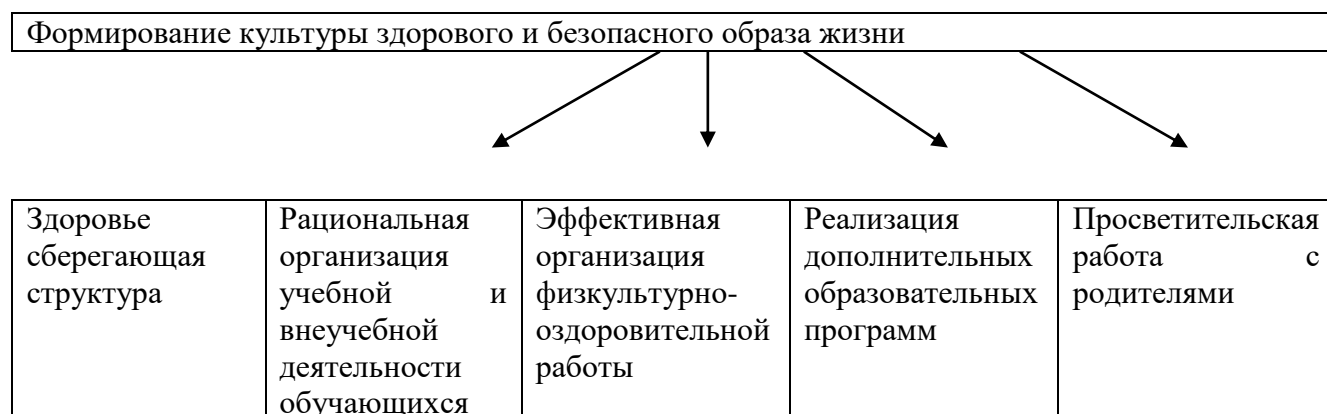 Формирование культуры здорового и безопасного образа жизни
Здоровье
сберегающая
структура
Рациональная
организация
учебной и
внеучебной
деятельности
обучающихся
Эффективная
организация
физкультурно-
оздоровительной
работы
Реализация
дополнительных
образовательных
программ
Просветительская
работа с
родителями